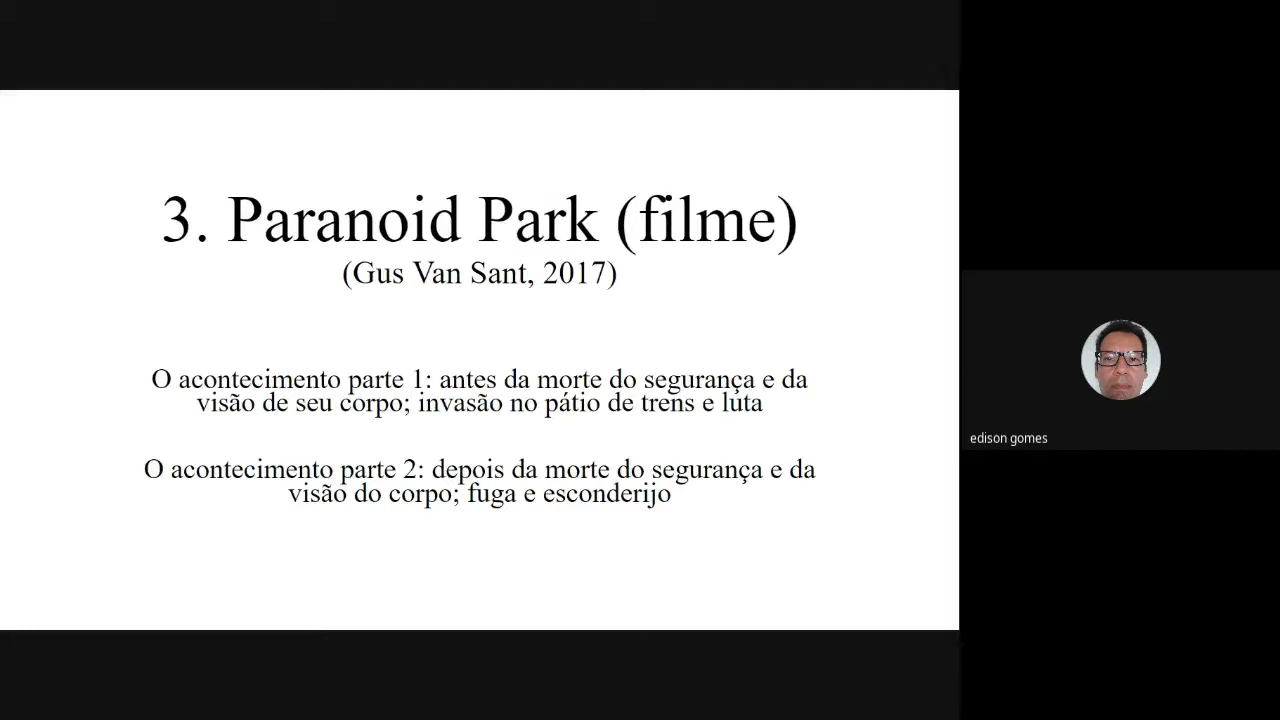 3. Paranoid Park (filme)
(Gus Van Sant, 2017)
O acontecimento parte 1: antes da morte do segurança e da
visão de seu corpo; invasão no pátio de trens e luta
O acontecimento parte 2: depois da morte do segurança e da
visão do corpo; fuga e esconderijo
edison gomes